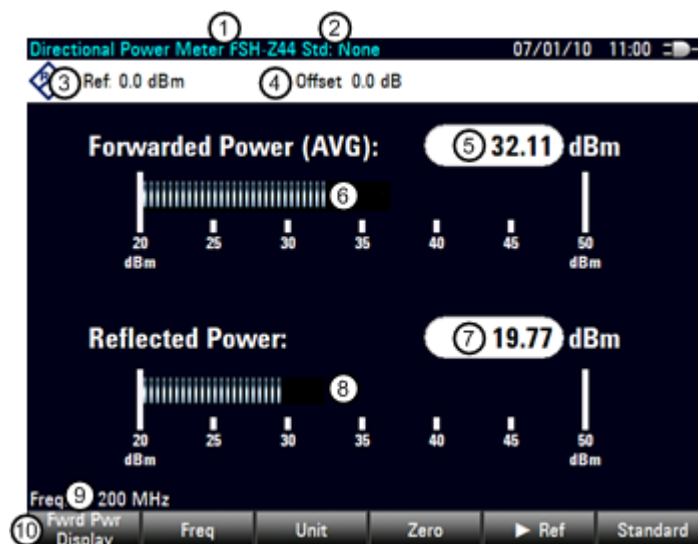 1 2
Directional Power Meter FSH-Z44 Std: None 07/01/10 11:00
3 Ref: 0.0 dBm 4 Offset 0.0 dB
Forwarded Power (AVG): 5 32.11 dBm
6
20 25 30 35 40 45 50
dBm dBm
Reflected Power: 7 19.77 dBm
8
20 25 30 35 40 45 50
dBm dBm
Freq 9 200 MHz
10 Fwrd Pwr
Display Freq Unit Zero ► Ref Standard